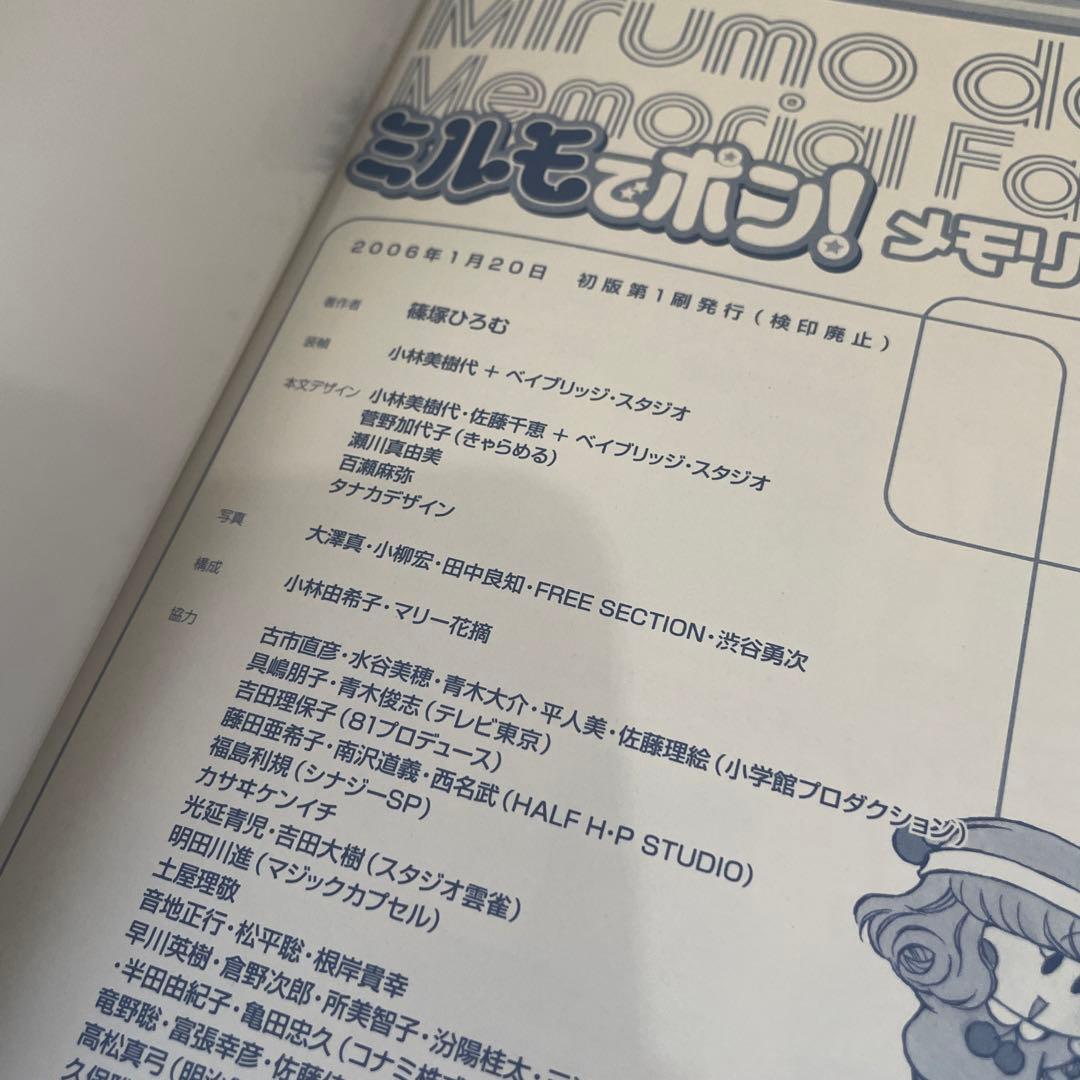 Mirumo de
Memorial Fa
ミルモでポン! メモリ
2006年1月20日 初版第1刷発行(検印廃止)
著作者 篠塚ひろむ
装幀 小林美樹代 + ベイブリッジ・スタジオ
本文デザイン 小林美樹代・佐藤千恵 + ベイブリッジ・スタジオ
菅野加代子(きゃらめる)
瀬川真由美
百瀬麻弥
タナカデザイン
写真 大澤真・小柳宏・田中良知・FREE SECTION・渋谷勇次
構成 小林由希子・マリー花摘
協力 古市直彦・水谷美穂・青木大介・平人美・佐藤理絵(小学館プロダクション)
具嶋朋子・青木俊志(テレビ東京)
吉田理保子(81プロデュース)
藤田亜希子・南沢道義・西名武(HALF H・P STUDIO)
福島利規(シナジーSP)
カサヰケンイチ
光延青児・吉田大樹(スタジオ雲雀)
明田川進(マジックカプセル)
土屋理敬
音地正行・松平聡・根岸貴幸
早川英樹・倉野次郎・所美智子・汾陽桂太・
・半田由紀子・亀田忠久(コナミ株式
竜野聡・富張幸彦・佐藤
高松真弓(明治